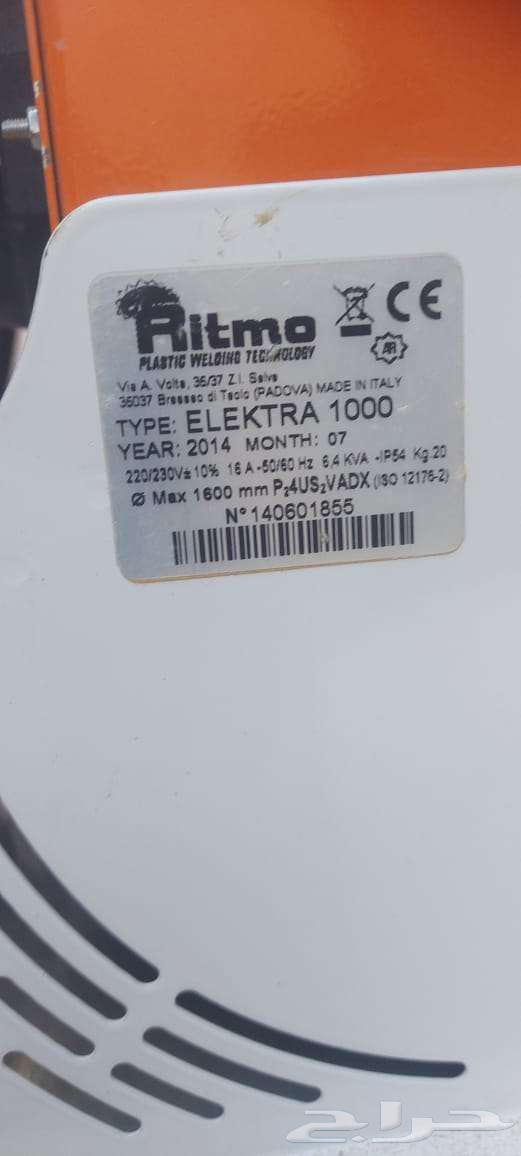 Ritmo
PLASTIC WELDING TECHNOLOGY
CE
Via A. Volta, 35/37 Z.I. Selve
35037 Bresseo di Teolo (PADOVA) MADE IN ITALY
TYPE: ELEKTRA 1000
YEAR: 2014 MONTH: 07
220/230V± 10% 16 A -50/60 Hz 6,4 KVA -IP54 Kg.20
Ø Max 1600 mm P₂4US₂VADX (ISO 12176-2)
N° 140601855
حراج